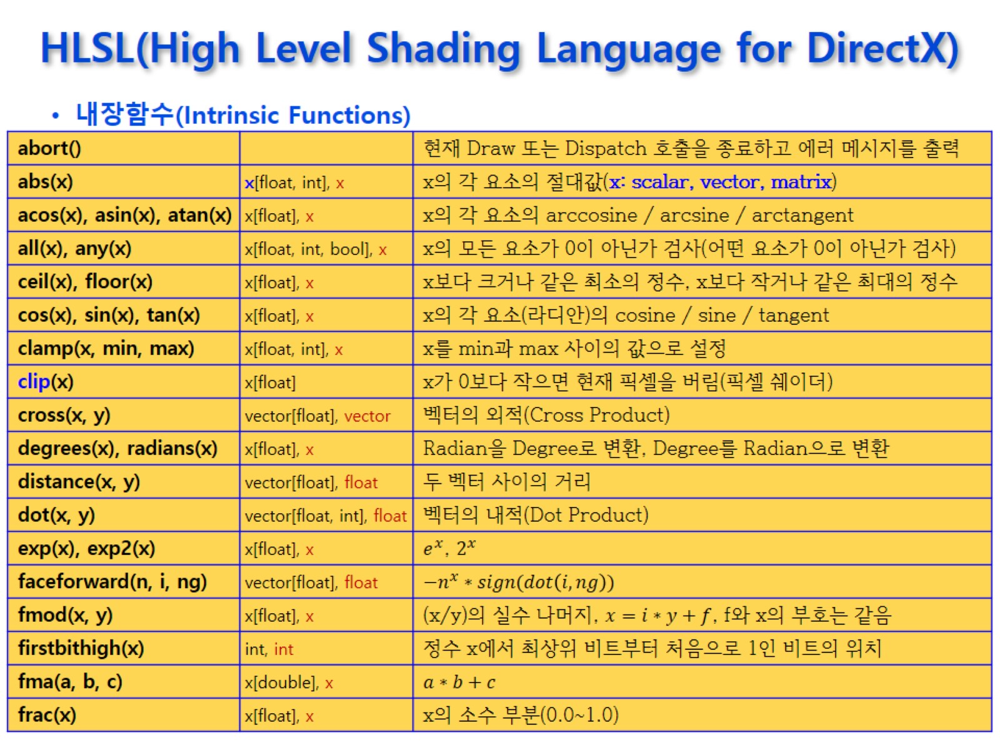 HLSL(High Level Shading Language for DirectX)
• 내장함수(Intrinsic Functions)
abort() 현재 Draw 또는 Dispatch 호출을 종료하고 에러 메시지를 출력
abs(x) x[float, int], x x의 각 요소의 절대값(x: scalar, vector, matrix)
acos(x), asin(x), atan(x) x[float], x x의 각 요소의 arccosine / arcsine / arctangent
all(x), any(x) x[float, int, bool], x x의 모든 요소가 0이 아닌가 검사(어떤 요소가 0이 아닌가 검사)
ceil(x), floor(x) x[float], x x보다 크거나 같은 최소의 정수, x보다 작거나 같은 최대의 정수
cos(x), sin(x), tan(x) x[float], x x의 각 요소(라디안)의 cosine / sine / tangent
clamp(x, min, max) x[float, int], x x를 min과 max 사이의 값으로 설정
clip(x) x[float] x가 0보다 작으면 현재 픽셀을 버림(픽셀 쉐이더)
cross(x, y) vector[float], vector 벡터의 외적(Cross Product)
degrees(x), radians(x) x[float], x Radian을 Degree로 변환, Degree를 Radian으로 변환
distance(x, y) vector[float], float 두 벡터 사이의 거리
dot(x, y) vector[float, int], float 벡터의 내적(Dot Product)
exp(x), exp2(x) x[float], x eˣ, 2ˣ
faceforward(n, i, ng) vector[float], float −nˣ * sign(dot(i, ng))
fmod(x, y) x[float], x (x/y)의 실수 나머지, x = i * y + f, f와 x의 부호는 같음
firstbithigh(x) int, int 정수 x에서 최상위 비트부터 처음으로 1인 비트의 위치
fma(a, b, c) x[double], x a * b + c
frac(x) x[float], x x의 소수 부분(0.0~1.0)